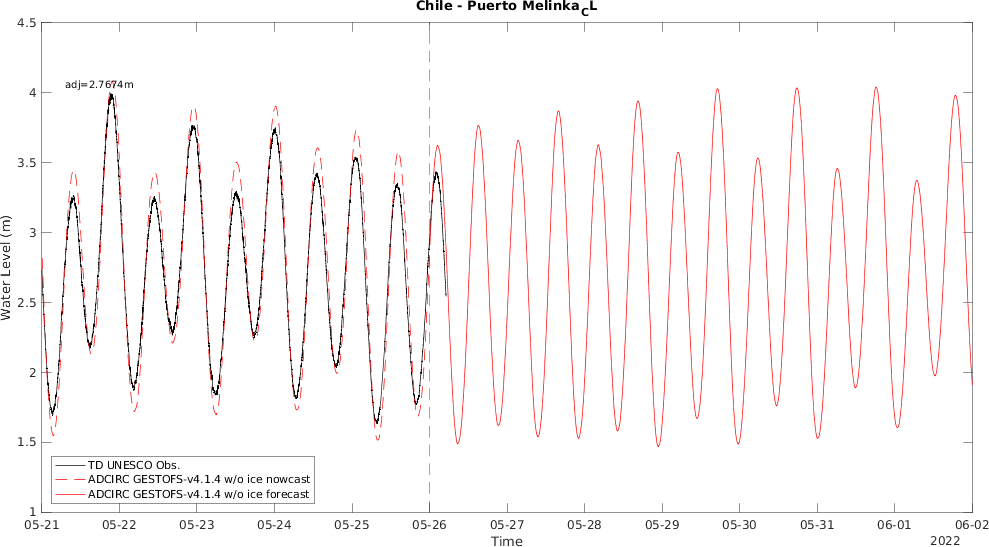 Chile - Puerto Melinka_CL
4.5
4
3.5
3
2.5
2
1.5
1
Water Level (m)
adj=2.7674m
TD UNESCO Obs.
ADCIRC GESTOFS-v4.1.4 w/o ice nowcast
ADCIRC GESTOFS-v4.1.4 w/o ice forecast
05-21 05-22 05-23 05-24 05-25 05-26 05-27 05-28 05-29 05-30 05-31 06-01 06-02
Time
2022